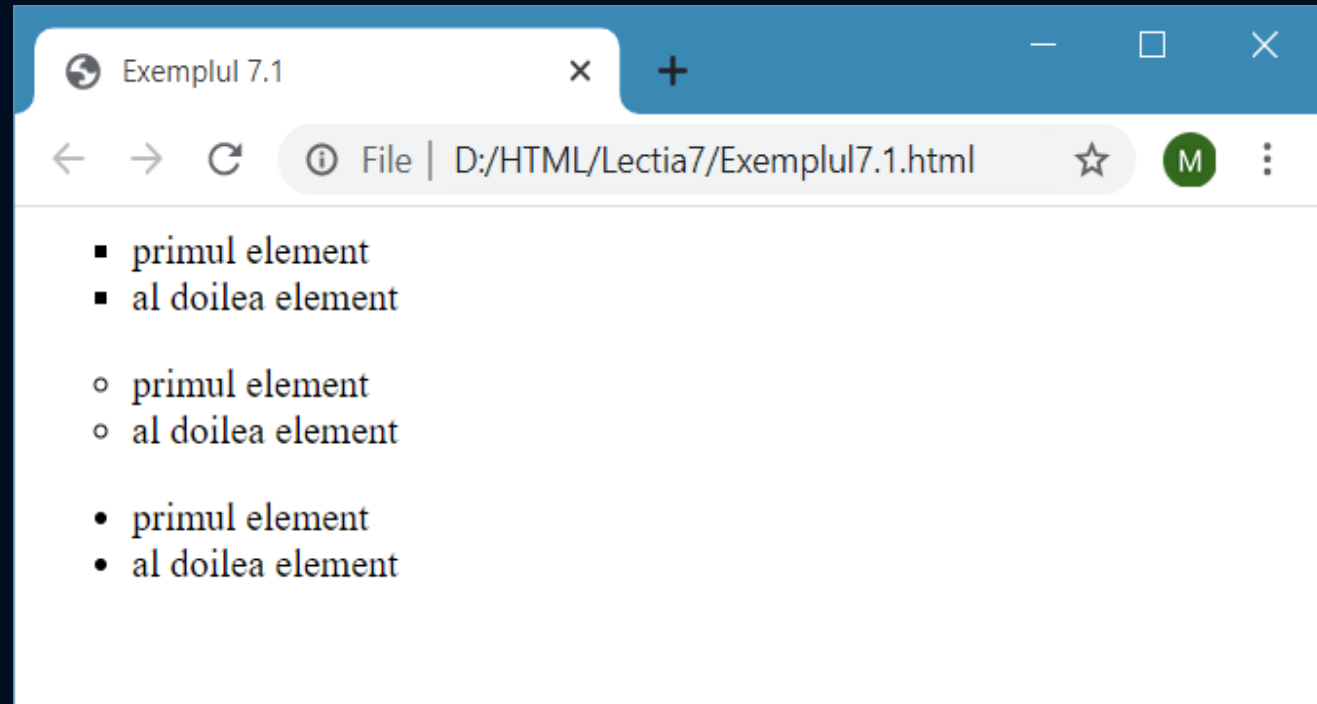 Exemplul 7.1
File | D:/HTML/Lectia7/Exemplul7.1.html
M
primul element
al doilea element
primul element
al doilea element
primul element
al doilea element